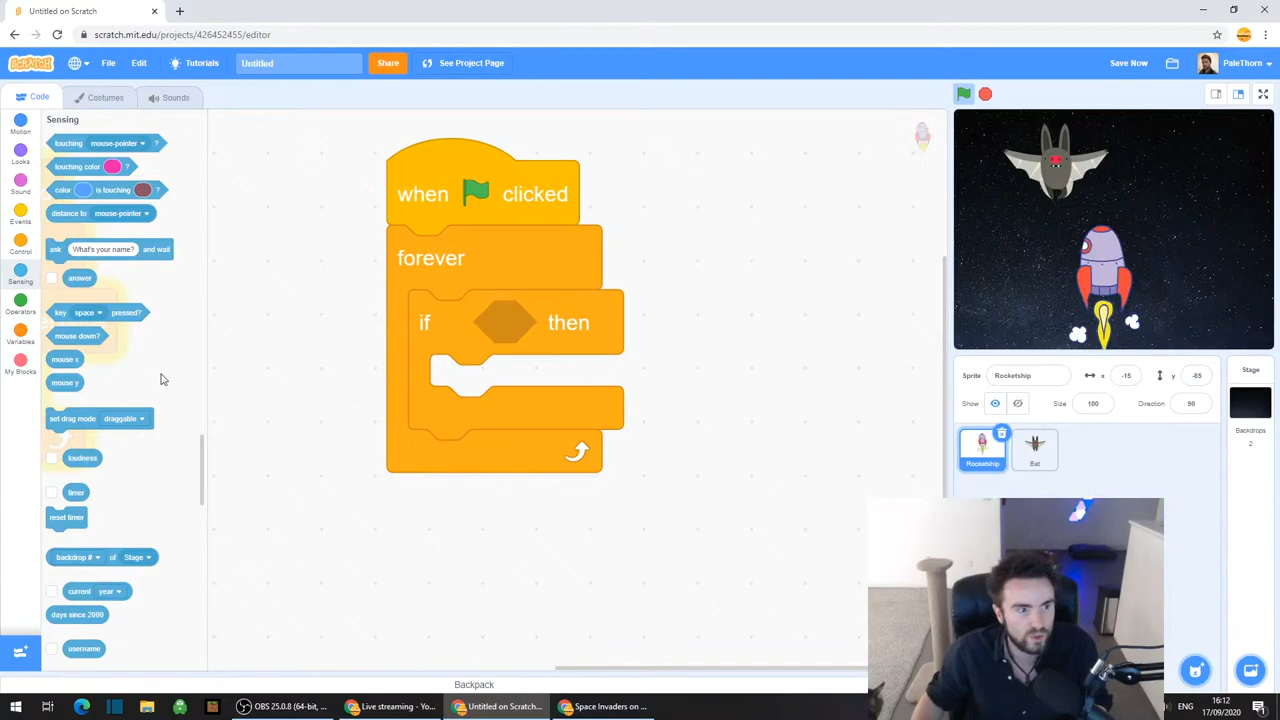 Untitled on Scratch
scratch.mit.edu/projects/426452455/editor
SCRATCH
File
Edit
Tutorials
Untitled
Share
See Project Page
Save Now
PaleThorn
Code
Costumes
Sounds
Motion
Looks
Sound
Events
Control
Sensing
Operators
Variables
My Blocks
Sensing
touching mouse-pointer ?
touching color ?
color is touching ?
distance to mouse-pointer
ask What's your name? and wait
answer
key space pressed?
mouse down?
mouse x
mouse y
set drag mode draggable
loudness
timer
reset timer
backdrop # of Stage
current year
days since 2000
username
when clicked
forever
if then
Sprite Rocketship x -15 y -85
Show Size 100 Direction 90
Rocketship
Bat
Stage
Backdrops
2
Backpack
OBS 25.0.8 (64-bit, ...
Live streaming - Yo...
Untitled on Scratch...
Space Invaders on ...
ENG
16:12
17/09/2020